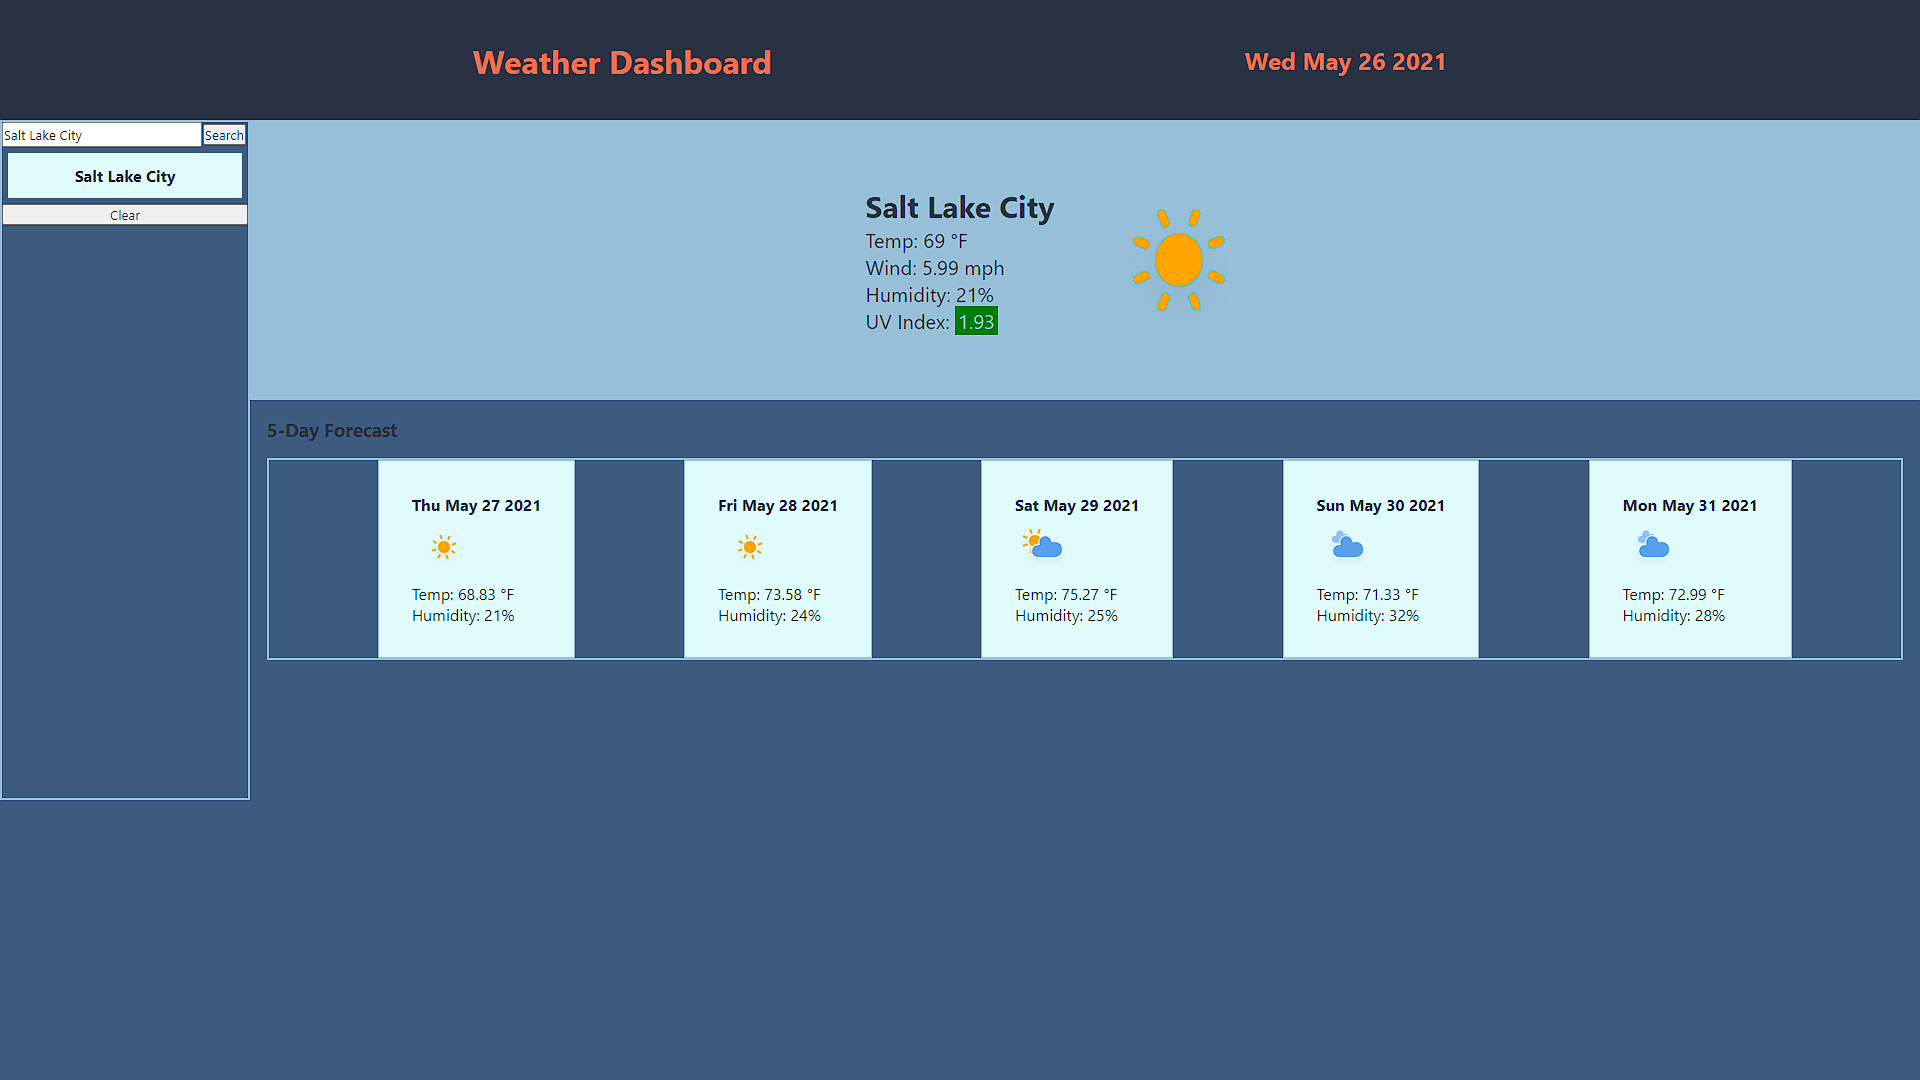 Weather Dashboard
Wed May 26 2021
Salt Lake City
Search
Salt Lake City
Clear
Salt Lake City
Temp: 69 °F
Wind: 5.99 mph
Humidity: 21%
UV Index: 1.93
5-Day Forecast
Thu May 27 2021
Temp: 68.83 °F
Humidity: 21%
Fri May 28 2021
Temp: 73.58 °F
Humidity: 24%
Sat May 29 2021
Temp: 75.27 °F
Humidity: 25%
Sun May 30 2021
Temp: 71.33 °F
Humidity: 32%
Mon May 31 2021
Temp: 72.99 °F
Humidity: 28%